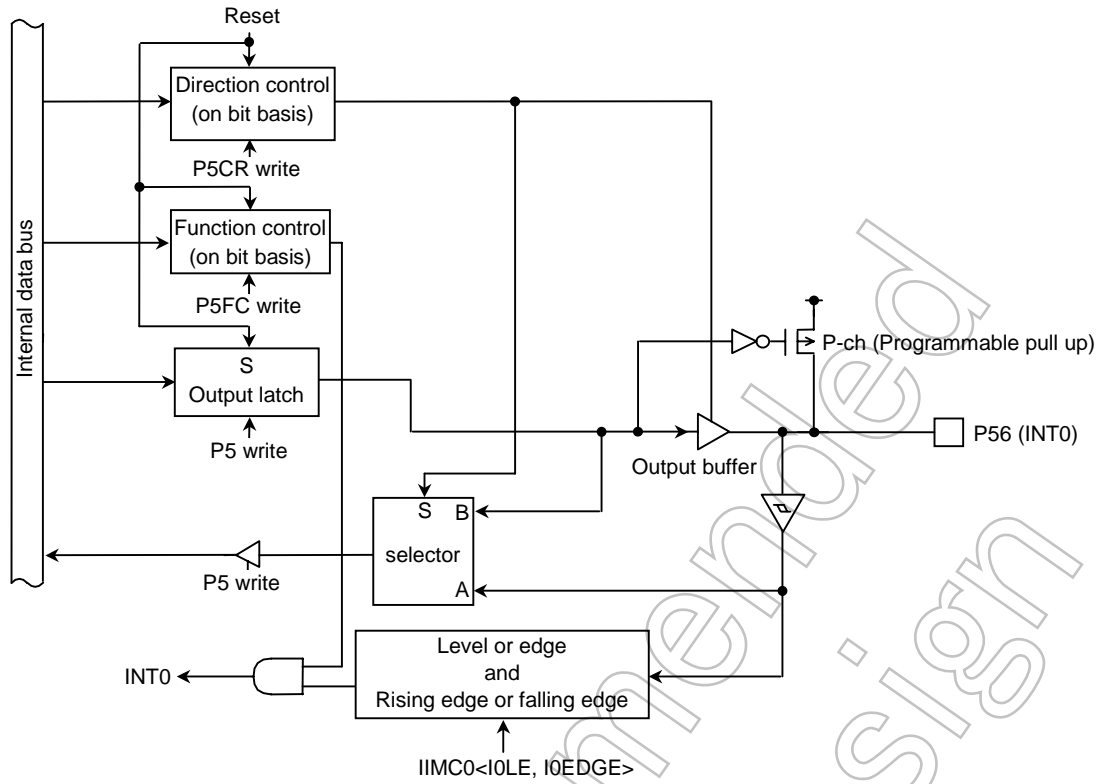 Reset
Direction control
(on bit basis)
P5CR write
Internal data bus
Function control
(on bit basis)
P5FC write
P-ch (Programmable pull up)
S
Output latch
P5 write
P56 (INT0)
Output buffer
S
B
selector
A
P5 write
Level or edge
and
Rising edge or falling edge
INT0
IIMC0<I0LE, I0EDGE>
mended
sign